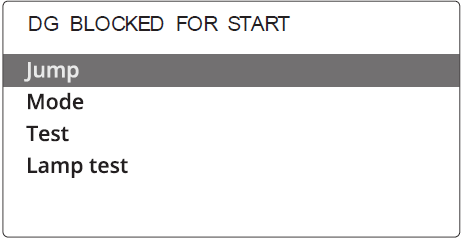 DG BLOCKED FOR START
Jump
Mode
Test
Lamp test